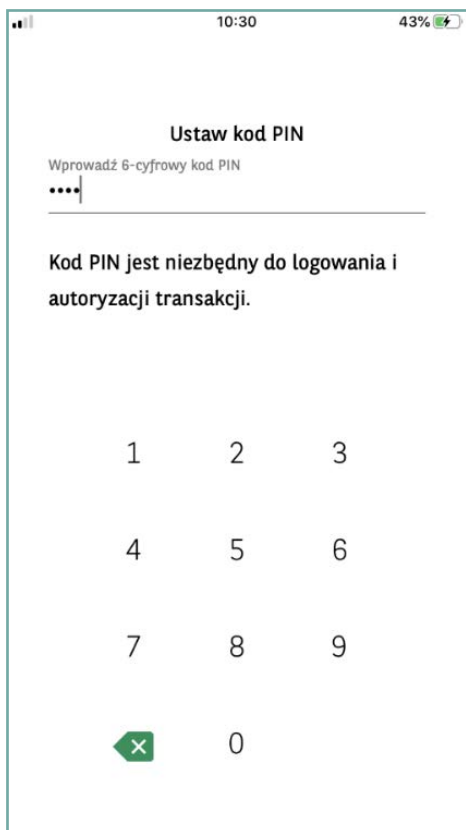 10:30 43%
Ustaw kod PIN
Wprowadź 6-cyfrowy kod PIN
••••
Kod PIN jest niezbędny do logowania i
autoryzacji transakcji.
1 2 3
4 5 6
7 8 9
0